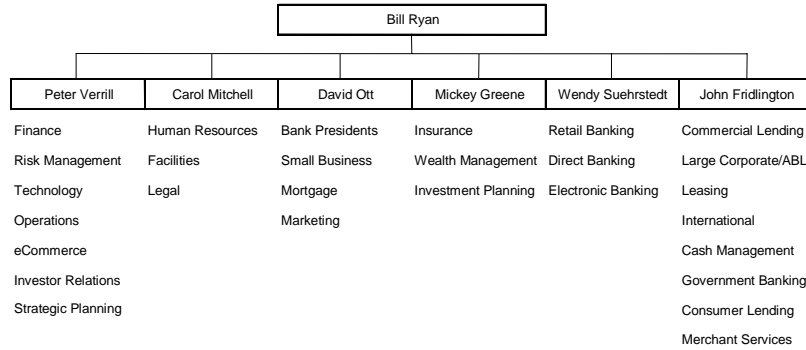 Bill Ryan
Peter Verrill
Carol Mitchell
David Ott
Mickey Greene
Wendy Suehrstedt
John Fridlington
Finance
Risk Management
Technology
Operations
eCommerce
Investor Relations
Strategic Planning
Human Resources
Facilities
Legal
Bank Presidents
Small Business
Mortgage
Marketing
Insurance
Wealth Management
Investment Planning
Retail Banking
Direct Banking
Electronic Banking
Commercial Lending
Large Corporate/ABL
Leasing
International
Cash Management
Government Banking
Consumer Lending
Merchant Services